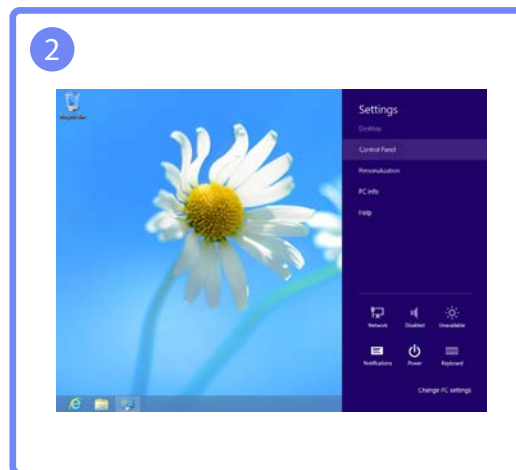 2
Settings
Desktop
Control Panel
Personalization
PC info
Help
Network
Disabled
Unavailable
Notifications
Power
Keyboard
Change PC settings